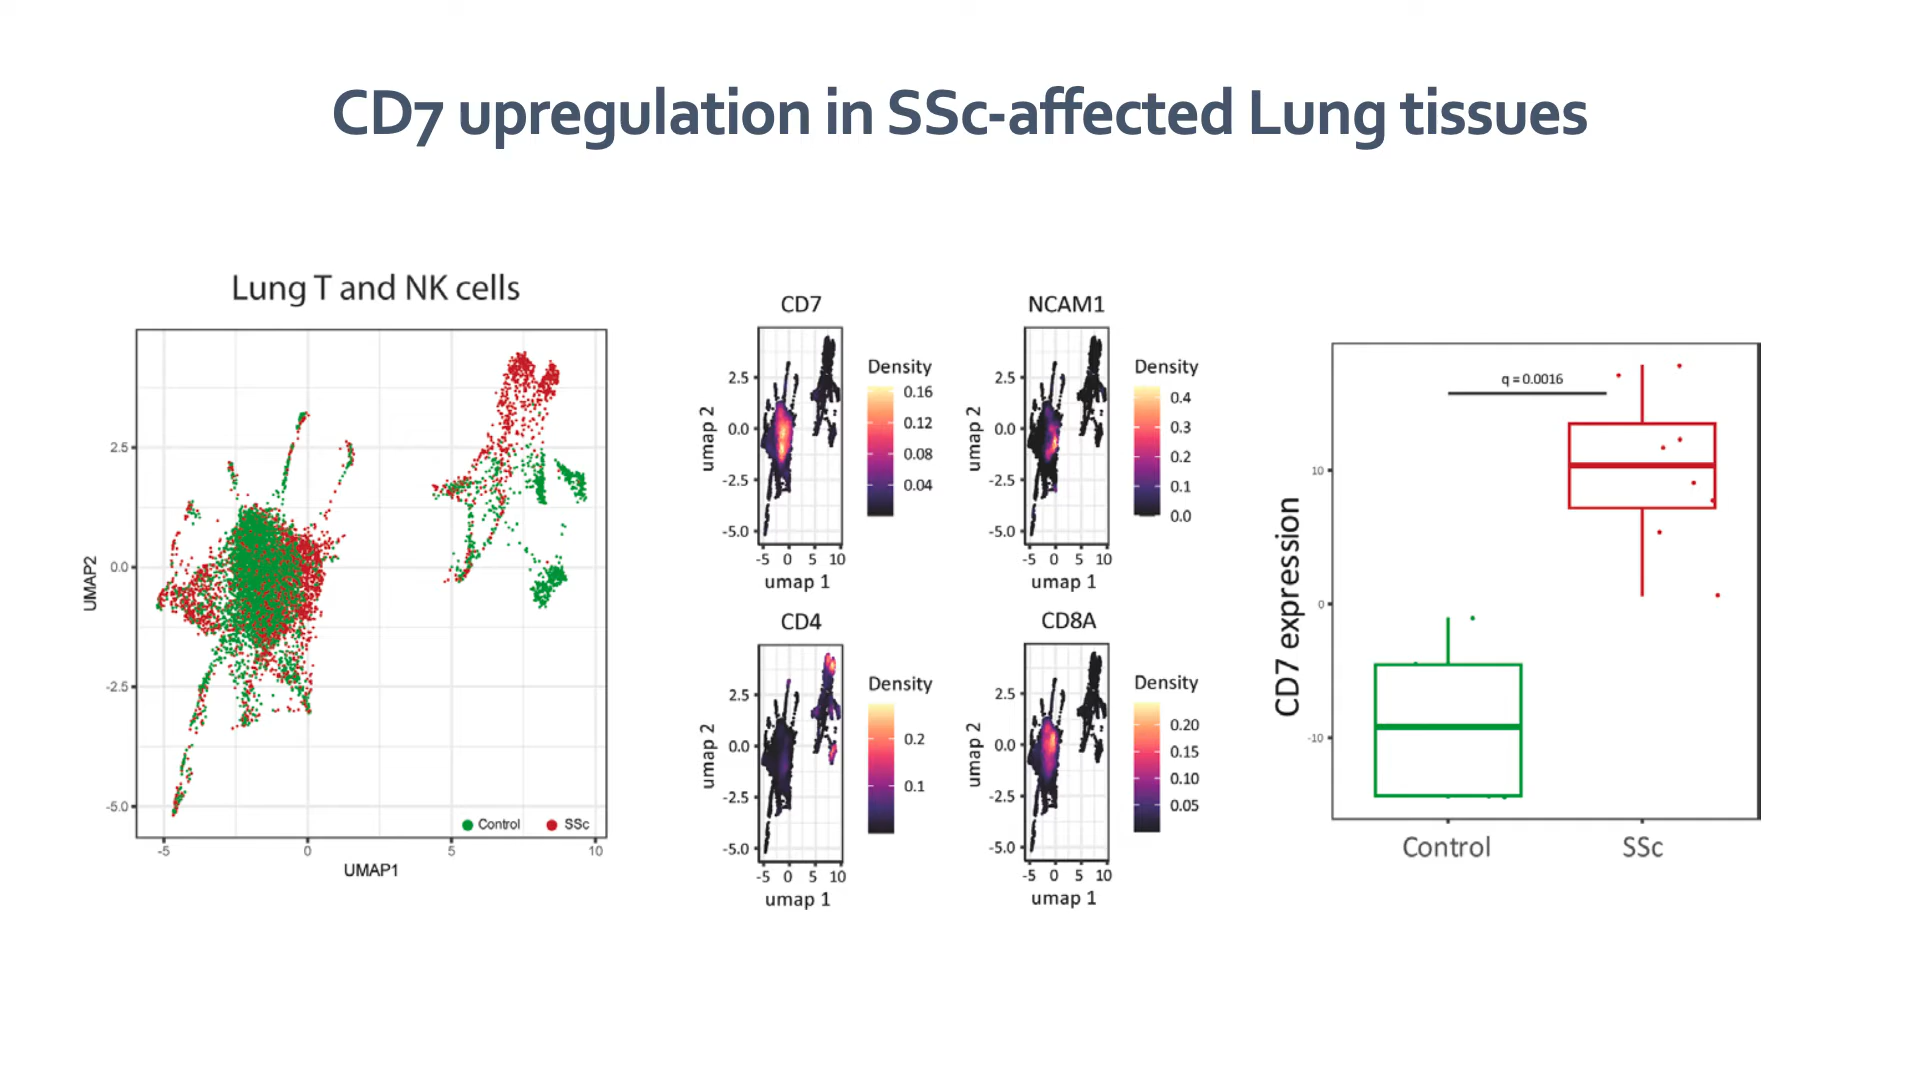 CD7 upregulation in SSc-affected Lung tissues
Lung T and NK cells
UMAP2
2.5
0.0
-2.5
-5.0
-5
0
5
10
UMAP1
Control
SSc
CD7
umap 2
2.5
0.0
-2.5
-5.0
-5 0 5 10
umap 1
Density
0.16
0.12
0.08
0.04
NCAM1
umap 2
2.5
0.0
-2.5
-5.0
-5 0 5 10
umap 1
Density
0.4
0.3
0.2
0.1
0.0
CD4
umap 2
2.5
0.0
-2.5
-5.0
-5 0 5 10
umap 1
Density
0.2
0.1
CD8A
umap 2
2.5
0.0
-2.5
-5.0
-5 0 5 10
umap 1
Density
0.20
0.15
0.10
0.05
CD7 expression
10
0
-10
q = 0.0016
Control
SSc